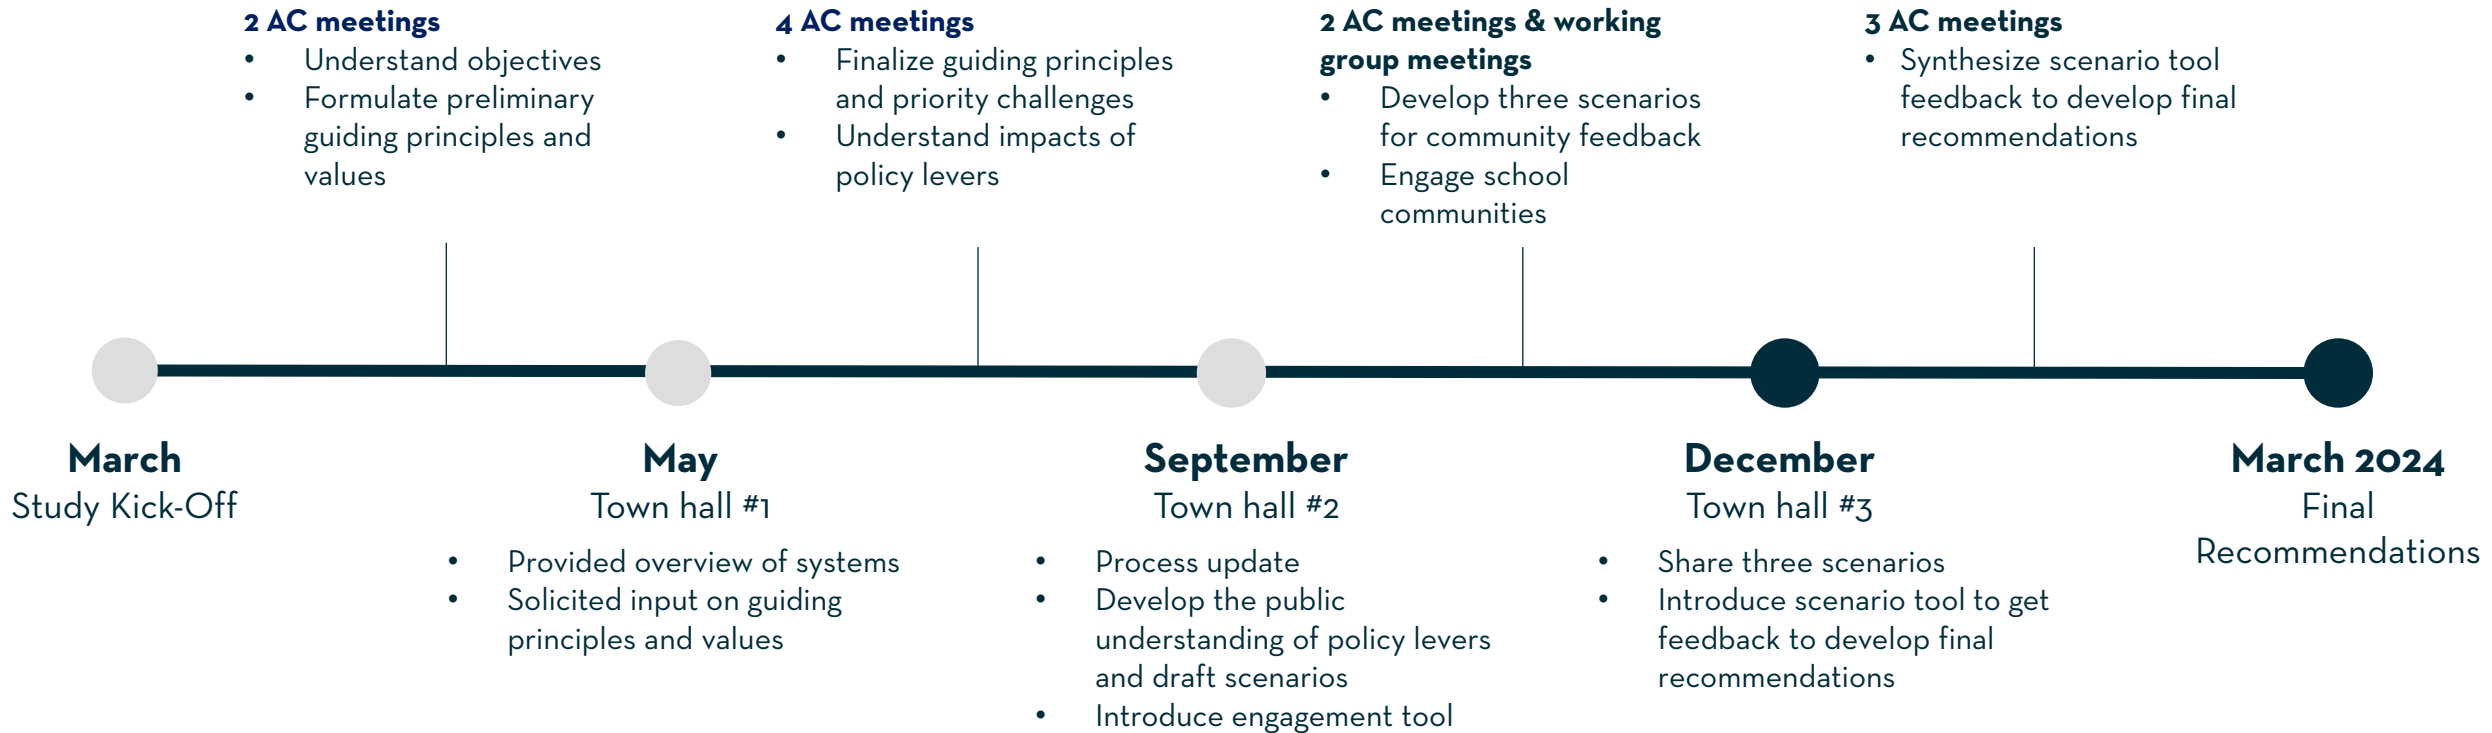 2 AC meetings
• Understand objectives
• Formulate preliminary
guiding principles and
values
4 AC meetings
• Finalize guiding principles
and priority challenges
• Understand impacts of
policy levers
2 AC meetings & working
group meetings
• Develop three scenarios
for community feedback
• Engage school
communities
3 AC meetings
• Synthesize scenario tool
feedback to develop final
recommendations
March
Study Kick-Off
May
Town hall #1
• Provided overview of systems
• Solicited input on guiding
principles and values
September
Town hall #2
• Process update
• Develop the public
understanding of policy levers
and draft scenarios
• Introduce engagement tool
December
Town hall #3
• Share three scenarios
• Introduce scenario tool to get
feedback to develop final
recommendations
March 2024
Final
Recommendations